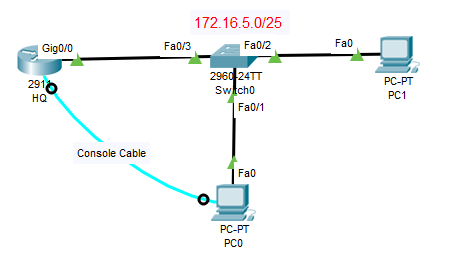 172.16.5.0/25
Gig0/0
Fa0/3
Fa0/2
Fa0
2960-24TT
Switch0
PC-PT
PC1
HQ
Fa0/1
Console Cable
Fa0
PC-PT
PC0